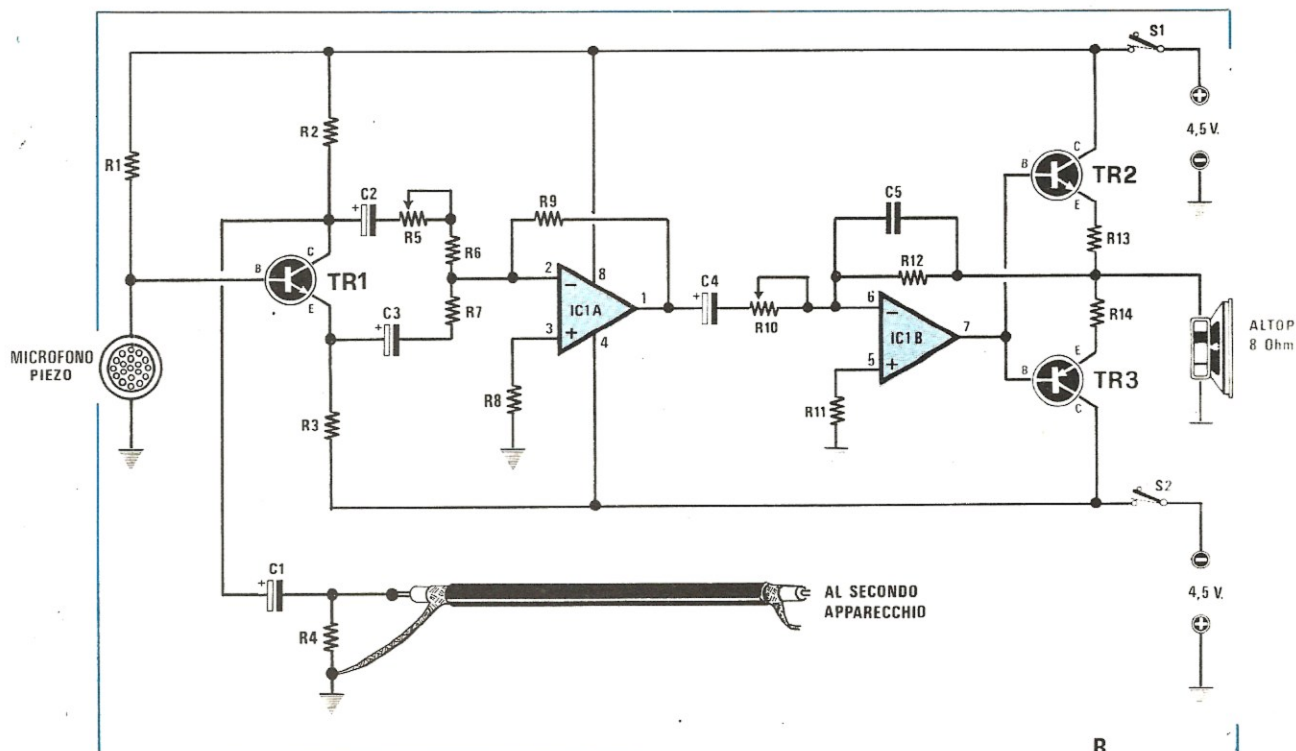 S1
R2
R1
4,5 V.
C2
R5
R9
C5
B
C
E
TR2
R6
R13
B
C
E
TR1
2
8
R12
R7
IC1A
1
C4
R10
6
R14
C3
3
4
IC1 B
7
ALTOP
8 Ohm
MICROFONO
PIEZO
5
B
E
C
TR3
R8
R11
R3
S2
C1
AL SECONDO
APPARECCHIO
4,5 V.
R4